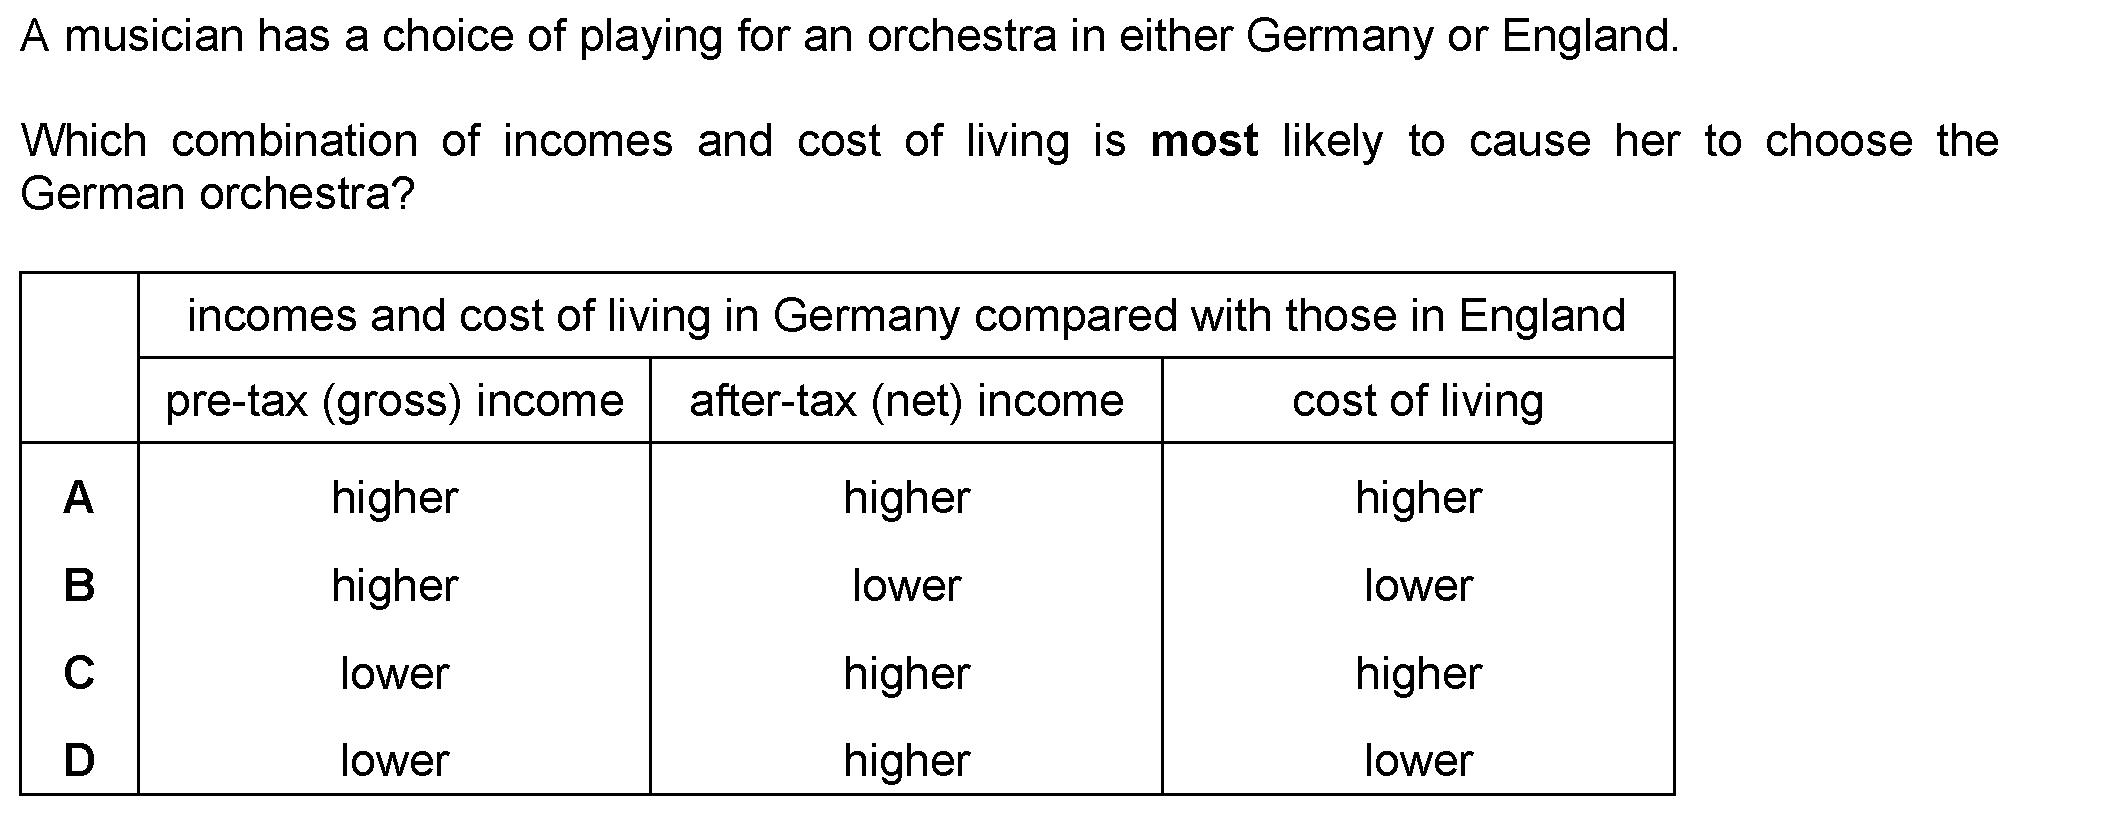 A musician has a choice of playing for an orchestra in either Germany or England.
Which combination of incomes and cost of living is most likely to cause her to choose the
German orchestra?
incomes and cost of living in Germany compared with those in England
pre-tax (gross) income after-tax (net) income cost of living
A higher higher higher
B higher lower lower
C lower higher higher
D lower higher lower